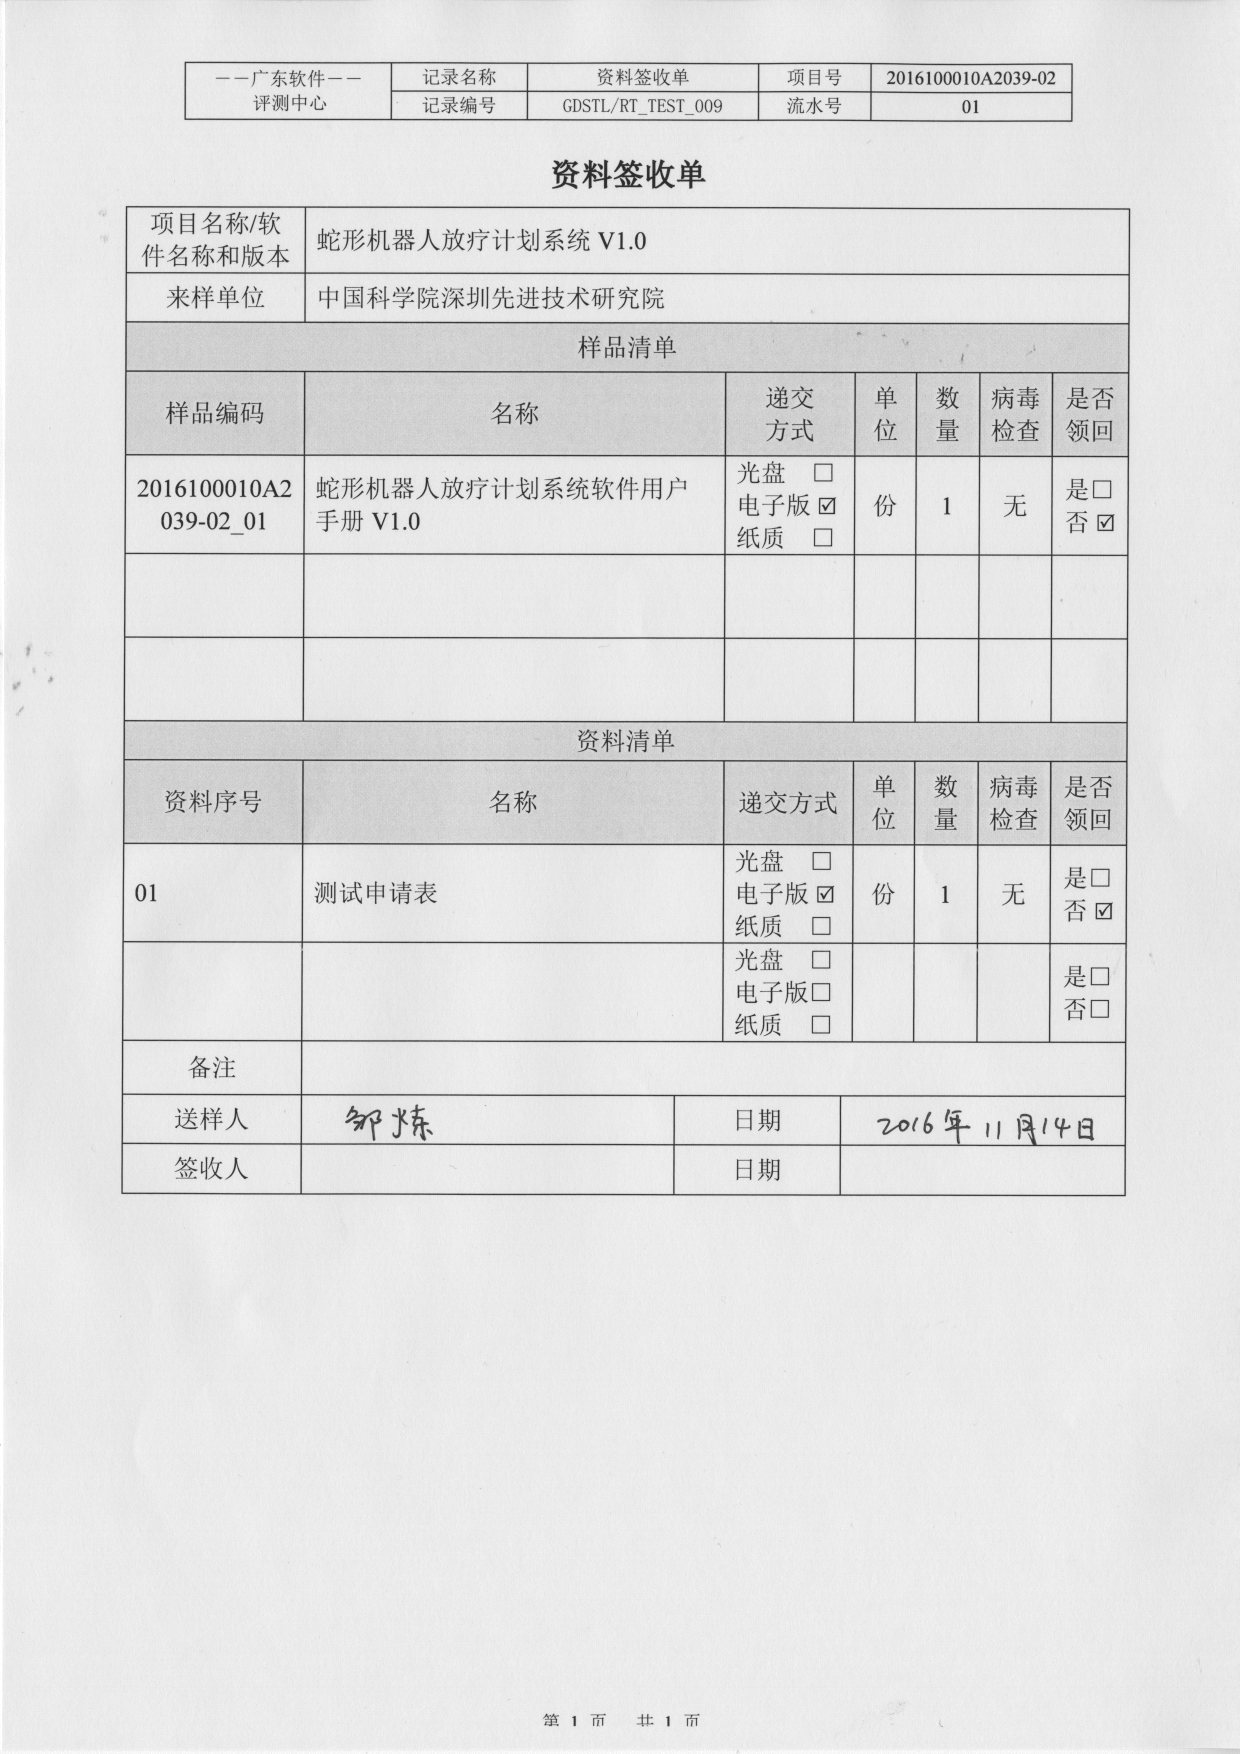 ——广东软件—— 记录名称 资料签收单 项目号 2016100010A2039-02
评测中心 记录编号 GDSTL/RT_TEST_009 流水号 01
资料签收单
项目名称/软
件名称和版本
蛇形机器人放疗计划系统 V1.0
来样单位 中国科学院深圳先进技术研究院
样品清单
样品编码 名称 递交 单 数 病毒 是否
方式 位 量 检查 领回
2016100010A2
039-02_01
蛇形机器人放疗计划系统软件用户
手册 V1.0
光盘 □
电子版 ☑
纸质 □
份 1 无
是□
否 ☑
资料清单
资料序号 名称 递交方式 单 数 病毒 是否
位 量 检查 领回
01 测试申请表
光盘 □
电子版 ☑
纸质 □
份 1 无
是□
否 ☑
光盘 □
电子版□
纸质 □
是□
否□
备注
送样人 邹炼 日期 2016年11月14日
签收人 日期
第 1 页 共 1 页